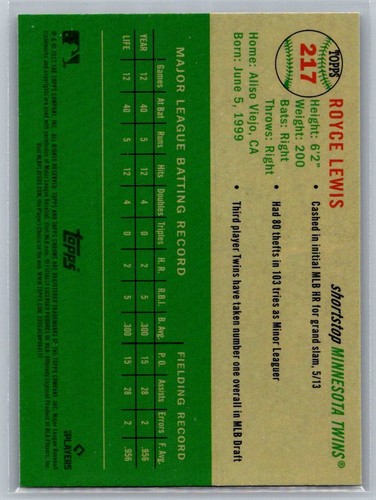 TOPPS
217
ROYCE LEWIS
shortstop MINNESOTA TWINS®
Height: 6'2"
Weight: 200
Bats: Right
Throws: Right
Home: Aliso Viejo, CA
Born: June 5, 1999
• Cashed in initial MLB HR for grand slam, 5/13
• Had 80 thefts in 103 tries as Minor Leaguer
• Third player Twins have taken number one overall in MLB Draft
MAJOR LEAGUE BATTING RECORD FIELDING RECORD
Games At Bat Runs Hits Doubles Triples H. R. R.B.I. B. Avg. P. O. Assists Errors F. Avg.
YEAR 12 40 5 12 4 0 2 5 .300 15 28 2 .956
LIFE 12 40 5 12 4 0 2 5 .300 15 28 2 .956
topps
PLAYERS